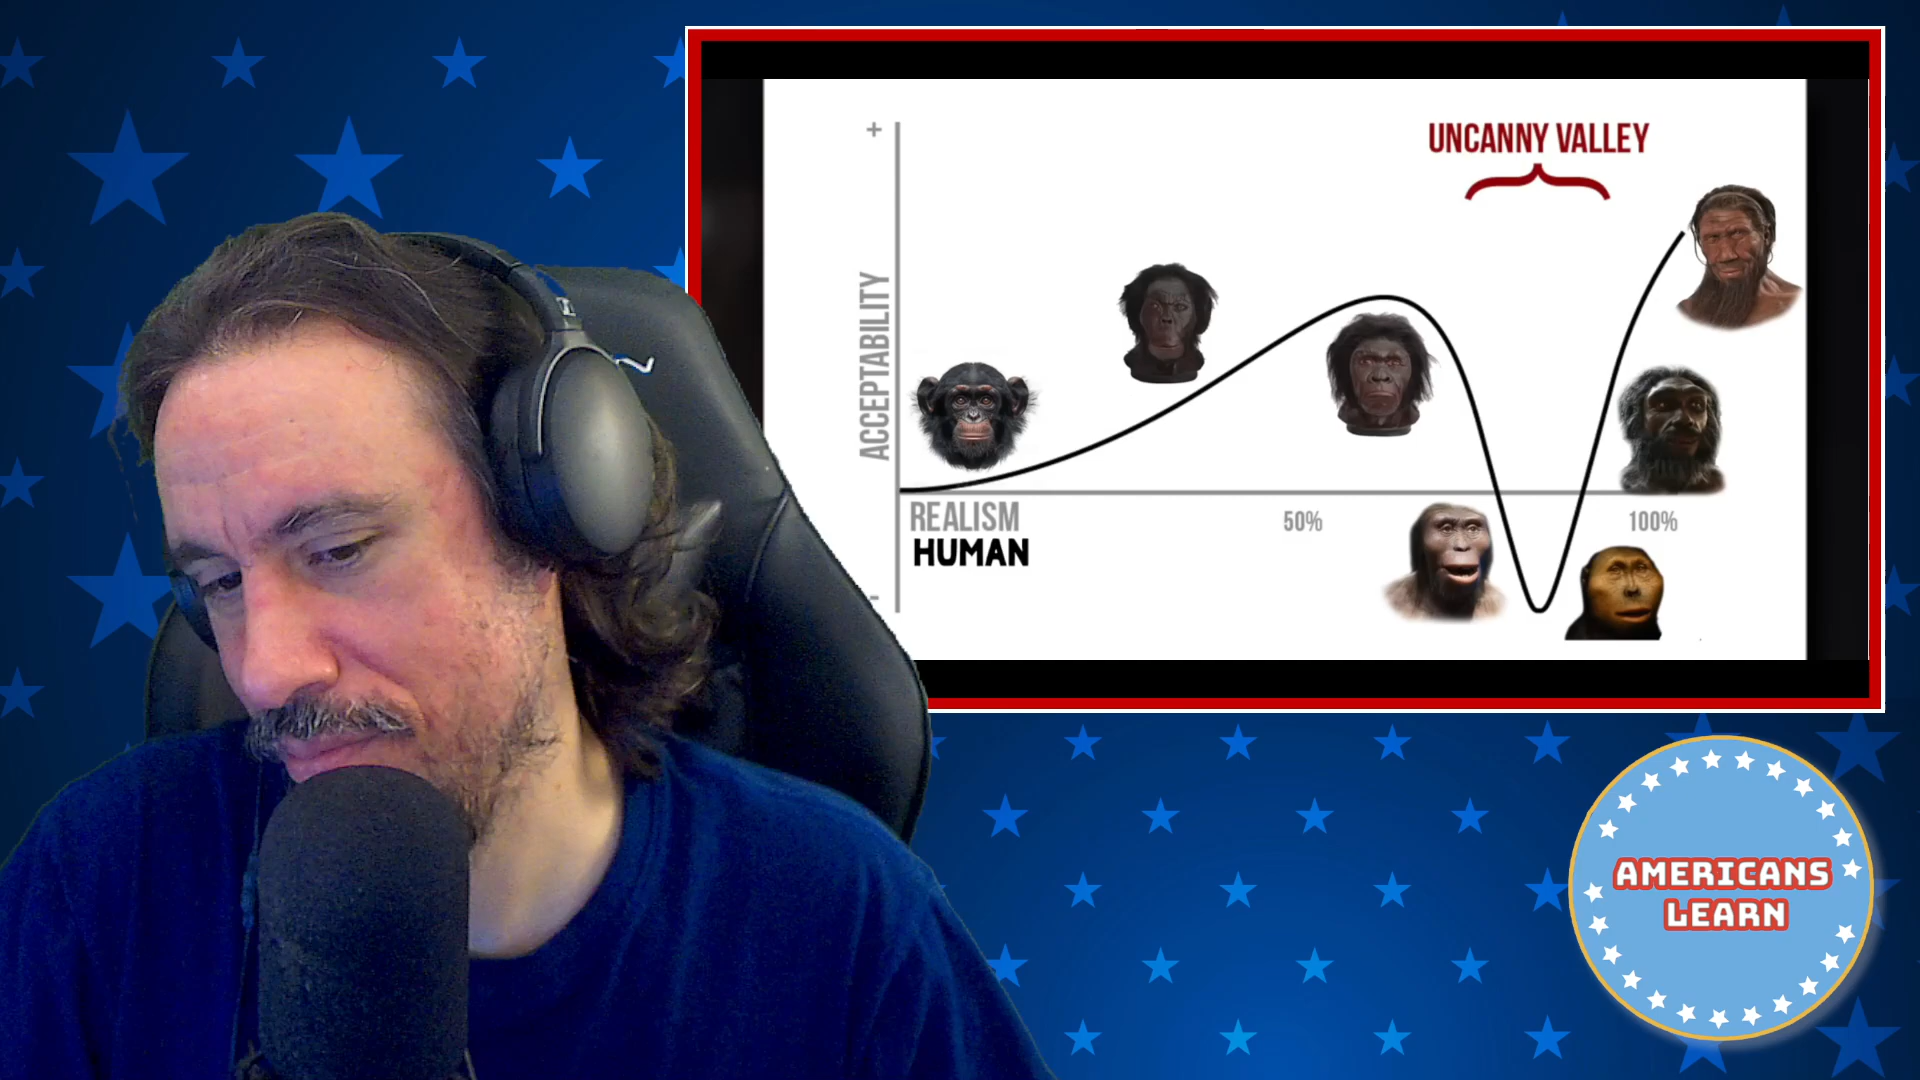 UNCANNY VALLEY
+
ACCEPTABILITY
-
REALISM
HUMAN
50%
100%
AMERICANS
LEARN